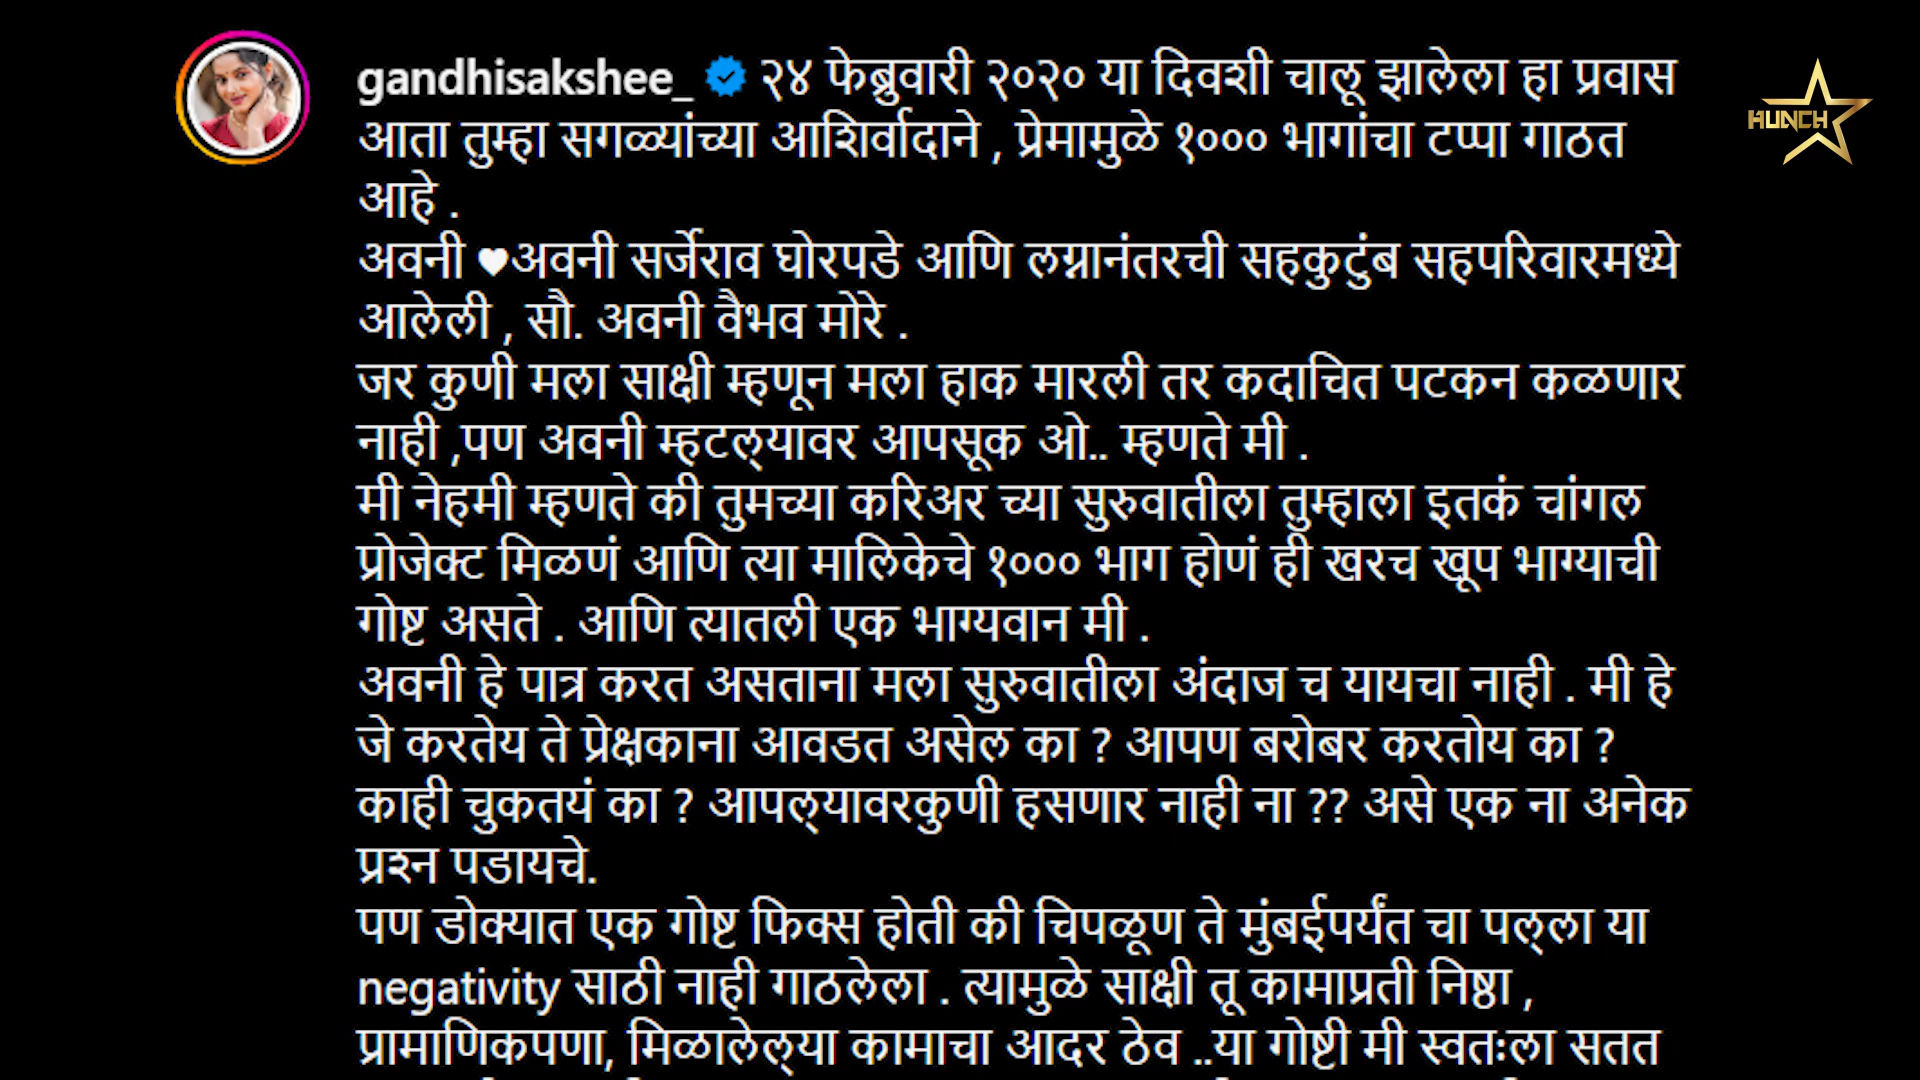 gandhisakshee_ २४ फेब्रुवारी २०२० या दिवशी चालू झालेला हा प्रवास
HUNCH
आता तुम्हा सगळ्यांच्या आशिर्वादाने , प्रेमामुळे १००० भागांचा टप्पा गाठत
आहे .
अवनी ♥अवनी सर्जेराव घोरपडे आणि लग्नानंतरची सहकुटुंब सहपरिवारमध्ये
आलेली , सौ. अवनी वैभव मोरे .
जर कुणी मला साक्षी म्हणून मला हाक मारली तर कदाचित पटकन कळणार
नाही ,पण अवनी म्हटल्यावर आपसूक ओ.. म्हणते मी .
मी नेहमी म्हणते की तुमच्या करिअर च्या सुरुवातीला तुम्हाला इतकं चांगल
प्रोजेक्ट मिळणं आणि त्या मालिकेचे १००० भाग होणं ही खरच खूप भाग्याची
गोष्ट असते . आणि त्यातली एक भाग्यवान मी .
अवनी हे पात्र करत असताना मला सुरुवातीला अंदाज च यायचा नाही . मी हे
जे करतेय ते प्रेक्षकाना आवडत असेल का ? आपण बरोबर करतोय का ?
काही चुकतयं का ? आपल्यावरकुणी हसणार नाही ना ?? असे एक ना अनेक
प्रश्न पडायचे.
पण डोक्यात एक गोष्ट फिक्स होती की चिपळूण ते मुंबईपर्यंत चा पल्ला या
negativity साठी नाही गाठलेला . त्यामुळे साक्षी तू कामाप्रती निष्ठा ,
प्रामाणिकपणा, मिळालेल्या कामाचा आदर ठेव ..या गोष्टी मी स्वतःला सतत